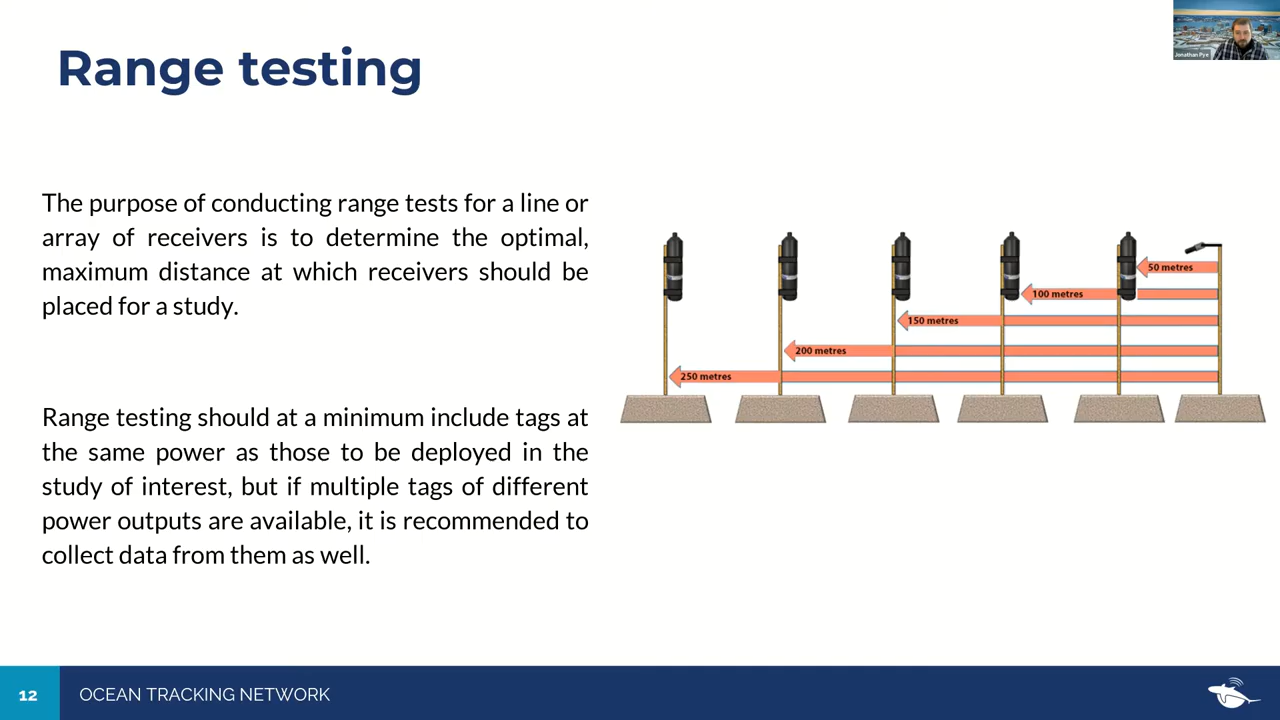 Range testing
Jonathan Pye
The purpose of conducting range tests for a line or
array of receivers is to determine the optimal,
maximum distance at which receivers should be
placed for a study.
Range testing should at a minimum include tags at
the same power as those to be deployed in the
study of interest, but if multiple tags of different
power outputs are available, it is recommended to
collect data from them as well.
50 metres
100 metres
150 metres
200 metres
250 metres
12
OCEAN TRACKING NETWORK